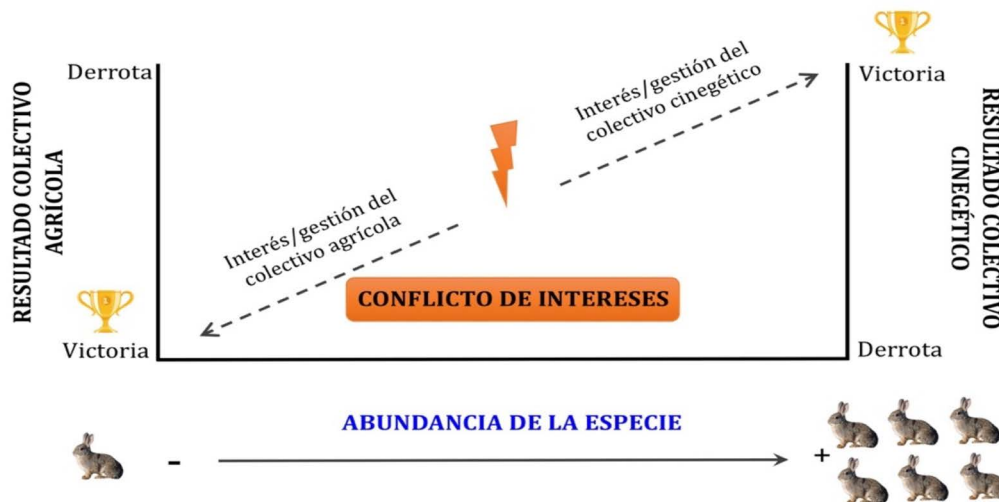 Derrota
Victoria
Interés/gestión del
colectivo cinegético
RESULTADO COLECTIVO
AGRÍCOLA
RESULTADO COLECTIVO
CINEGÉTICO
Interés/gestión del
colectivo agrícola
CONFLICTO DE INTERESES
Victoria
Derrota
ABUNDANCIA DE LA ESPECIE
-
+